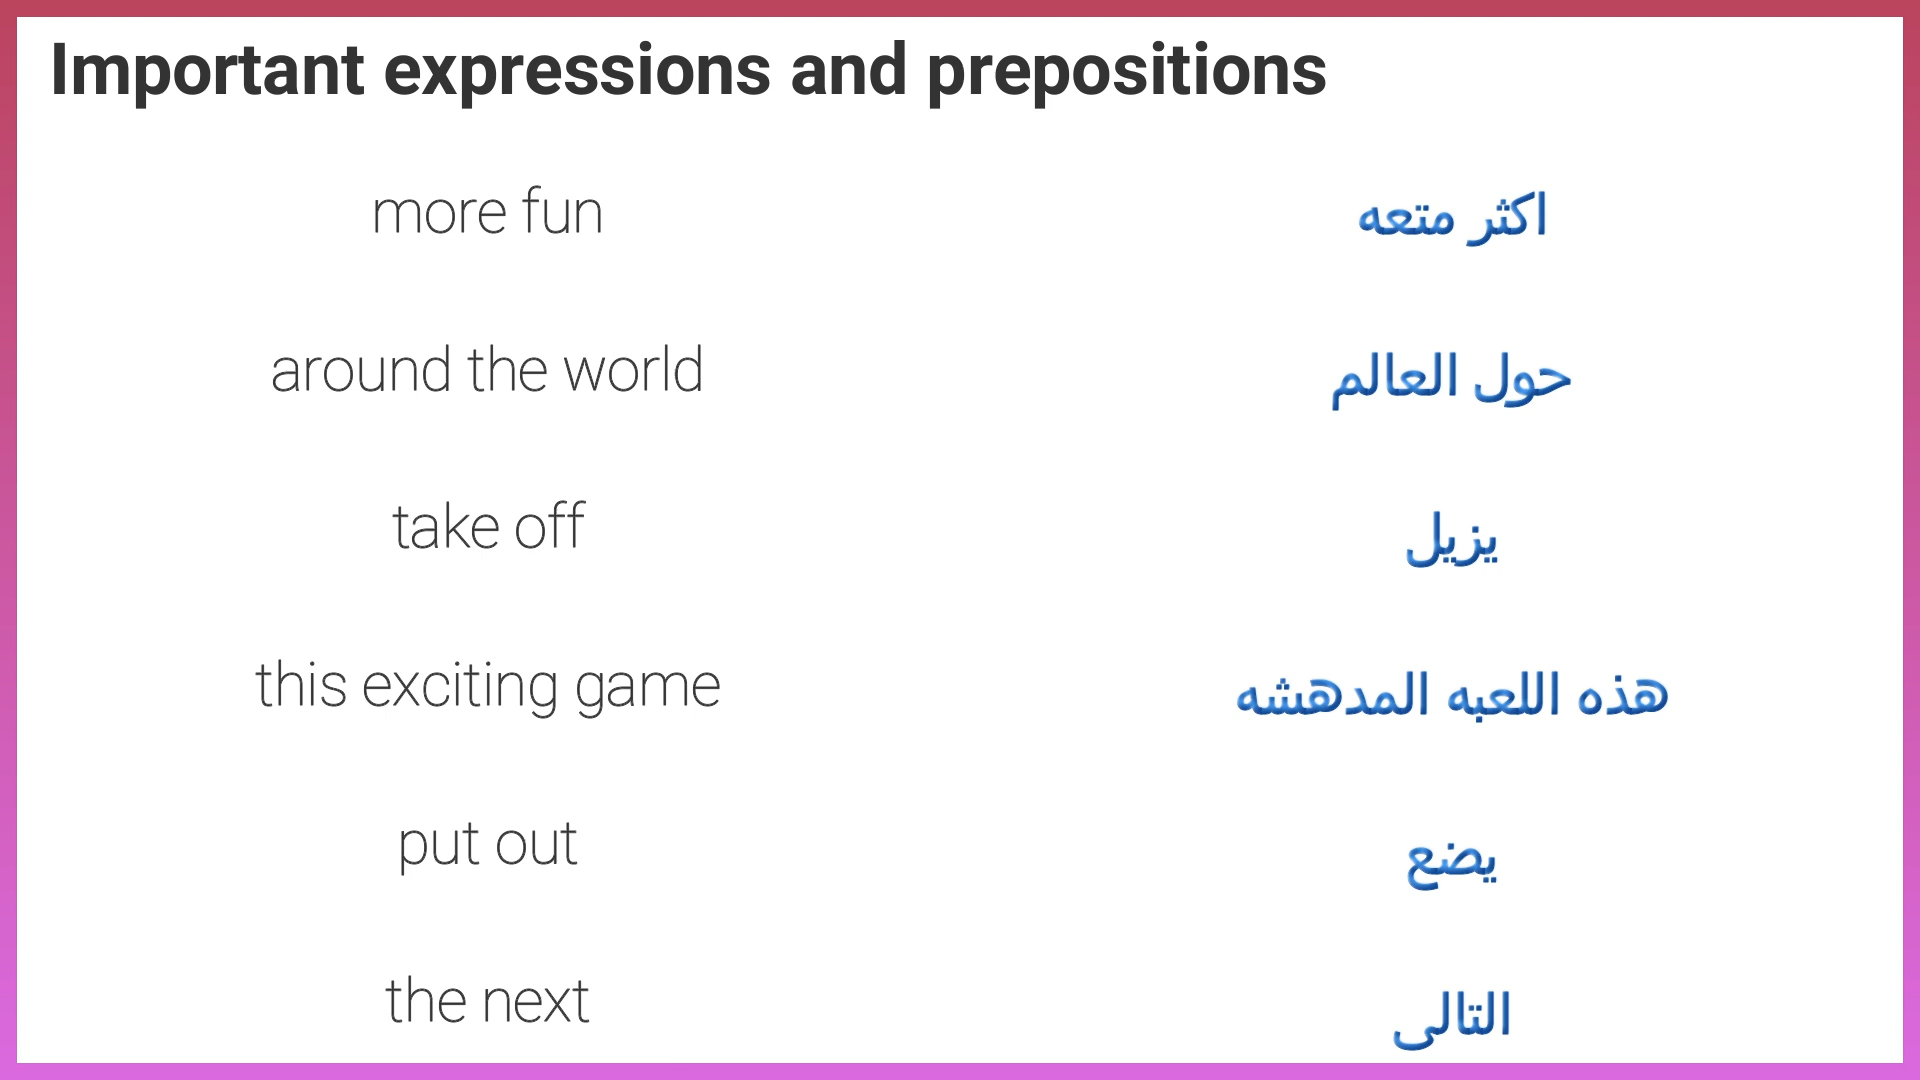 Important expressions and prepositions
more fun
اكثر متعه
around the world
حول العالم
take off
يزيل
this exciting game
هذه اللعبه المدهشه
put out
يضع
the next
التالى